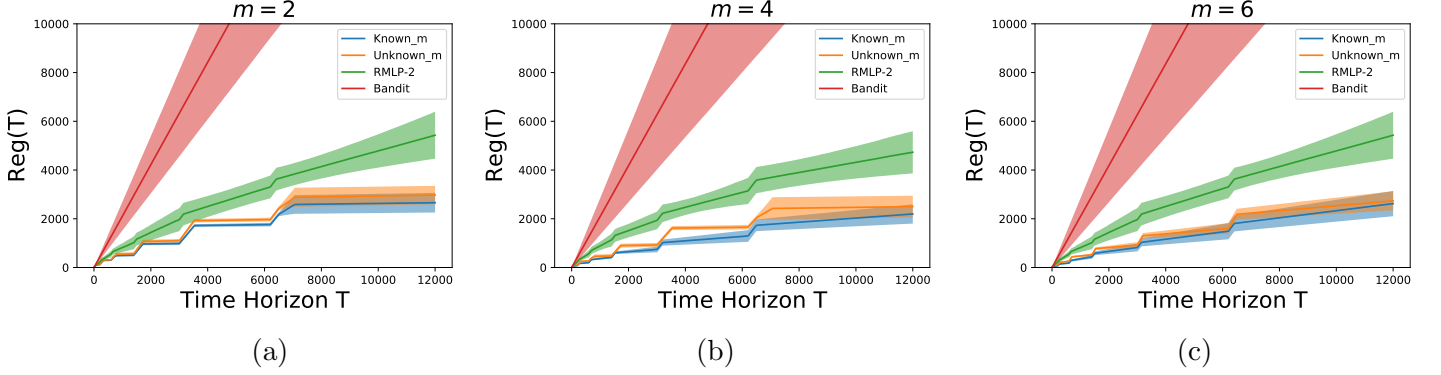 m = 2
10000
8000
6000
4000
2000
0
Reg(T)
0 2000 4000 6000 8000 10000 12000
Time Horizon T
Known_m
Unknown_m
RMLP-2
Bandit
(a)
m = 4
10000
8000
6000
4000
2000
0
Reg(T)
0 2000 4000 6000 8000 10000 12000
Time Horizon T
Known_m
Unknown_m
RMLP-2
Bandit
(b)
m = 6
10000
8000
6000
4000
2000
0
Reg(T)
0 2000 4000 6000 8000 10000 12000
Time Horizon T
Known_m
Unknown_m
RMLP-2
Bandit
(c)